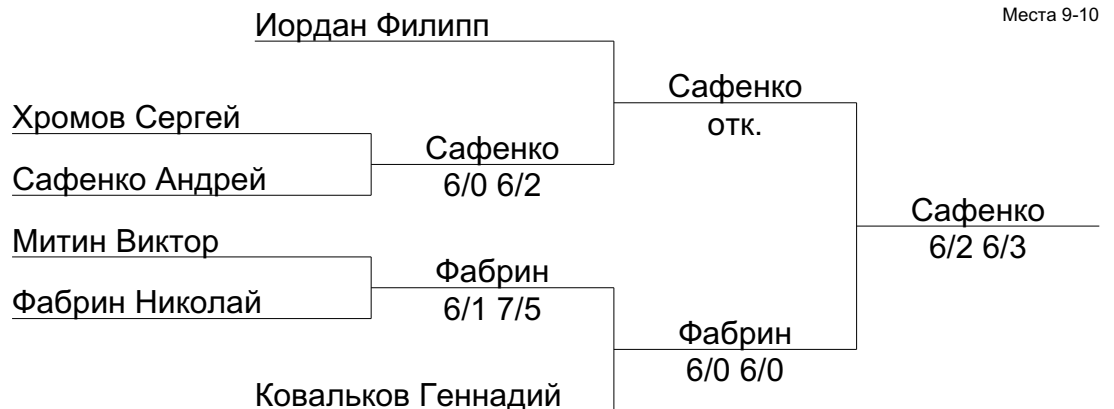 Места 9-10
Иордан Филипп
Сафенко
отк.
Хромов Сергей
Сафенко
6/0 6/2
Сафенко Андрей
Сафенко
6/2 6/3
Митин Виктор
Фабрин
6/1 7/5
Фабрин Николай
Фабрин
6/0 6/0
Ковальков Геннадий